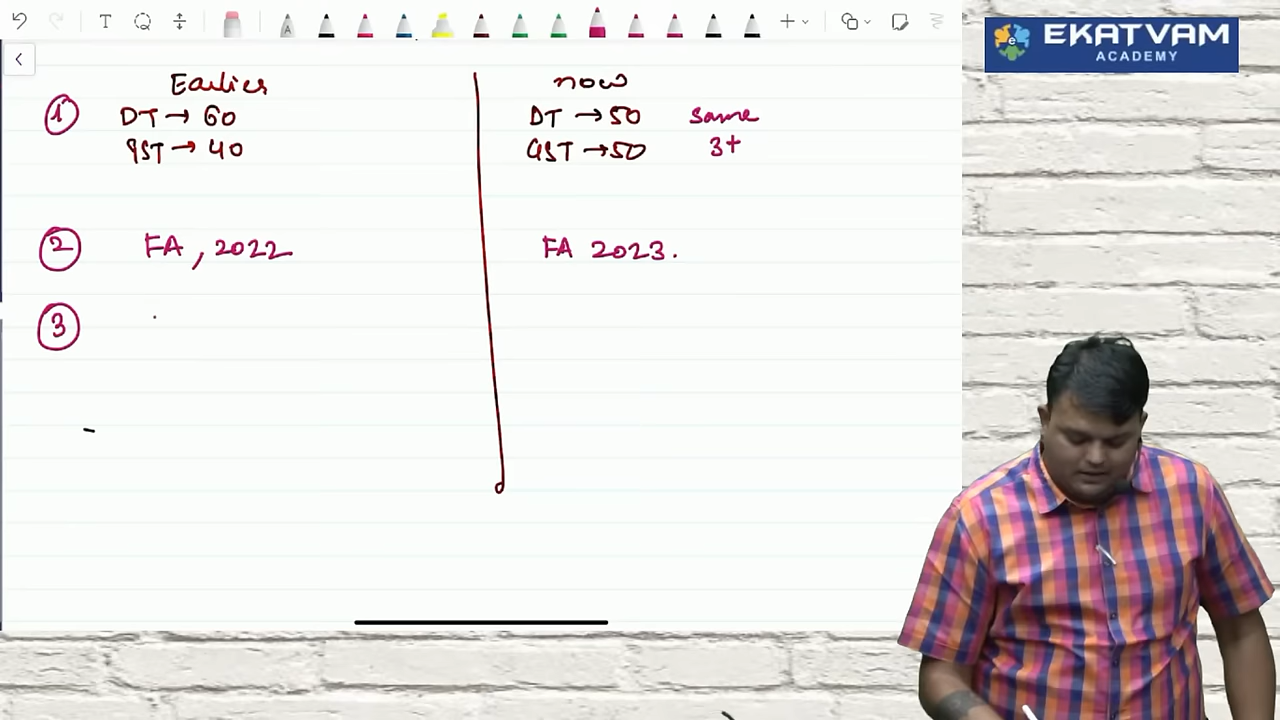 EKATVAM
ACADEMY
Earlier
now
① DT → 60
DT → 50 same
GST → 40
GST → 50 3+
② FA, 2022
FA 2023.
③